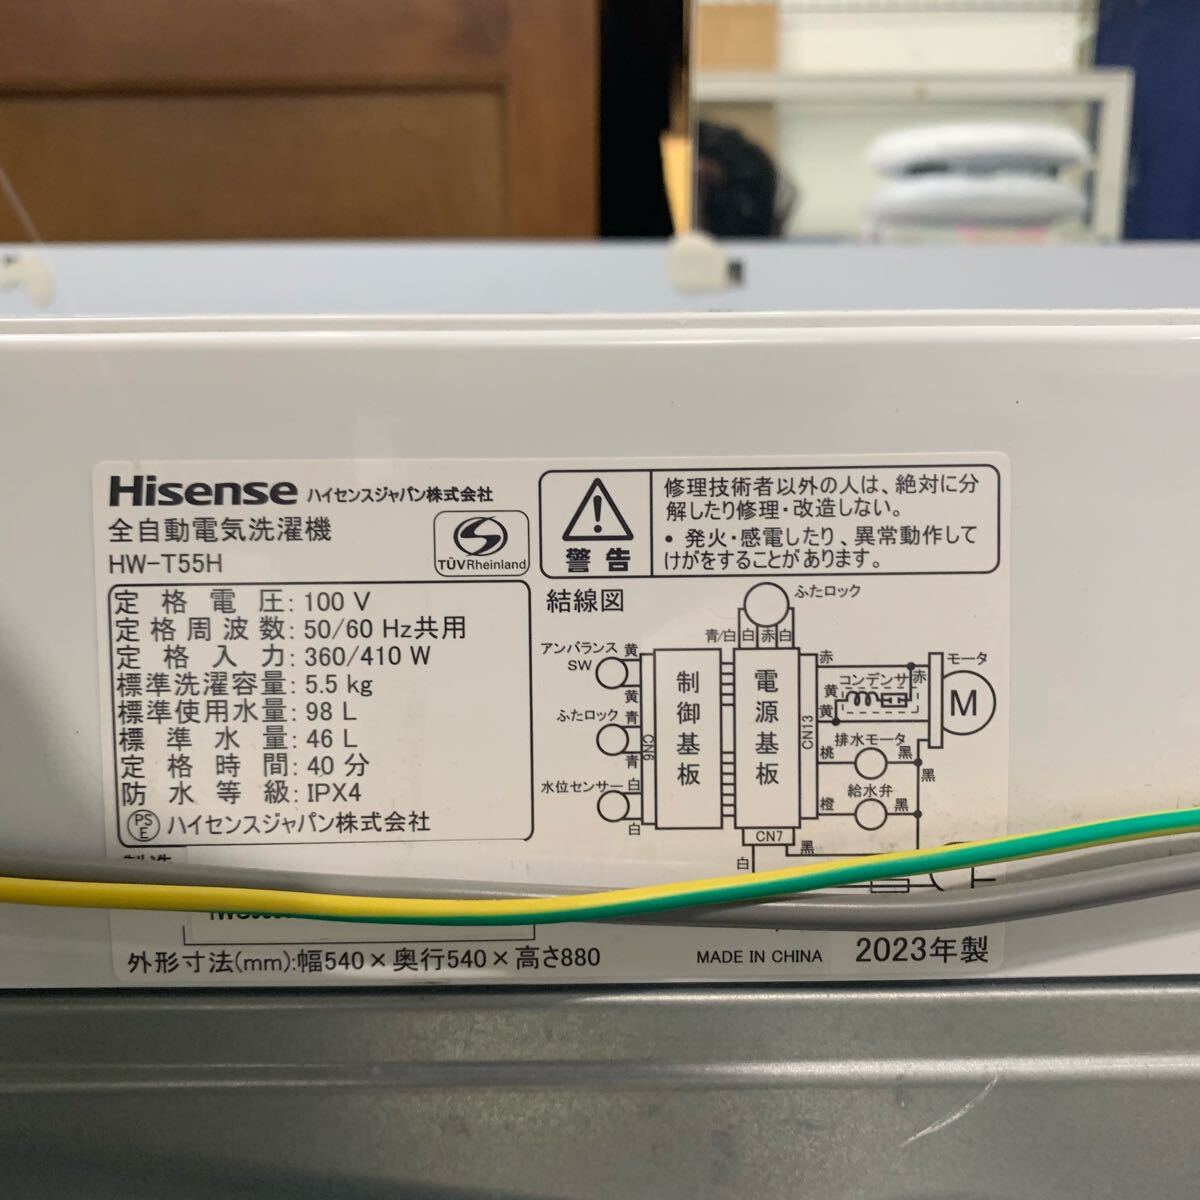 Hisense ハイセンスジャパン株式会社
全自動電気洗濯機
HW-T55H
TÜVRheinland
定格電圧: 100 V
定格周波数: 50/60 Hz共用
定格入力: 360/410 W
標準洗濯容量: 5.5 kg
標準使用水量: 98 L
標準水量: 46 L
定格時間: 40 分
防水等級: IPX4
PS
E
ハイセンスジャパン株式会社
外形寸法(mm):幅540×奥行540×高さ880
警告
修理技術者以外の人は、絶対に分
解したり修理・改造しない。
・発火・感電したり、異常動作して
けがをすることがあります。
結線図
ふたロック
青/白 白 赤 白
アンバランス
SW
黄
黄
ふたロック
青
青
水位センサー
白
白
CN6
制御基板
電源基板
CN13
CN7
赤
コンデンサ
赤
黄
黄
モータ
M
桃
排水モータ
黒
黒
橙
給水弁
黒
白
黒
MADE IN CHINA
2023年製